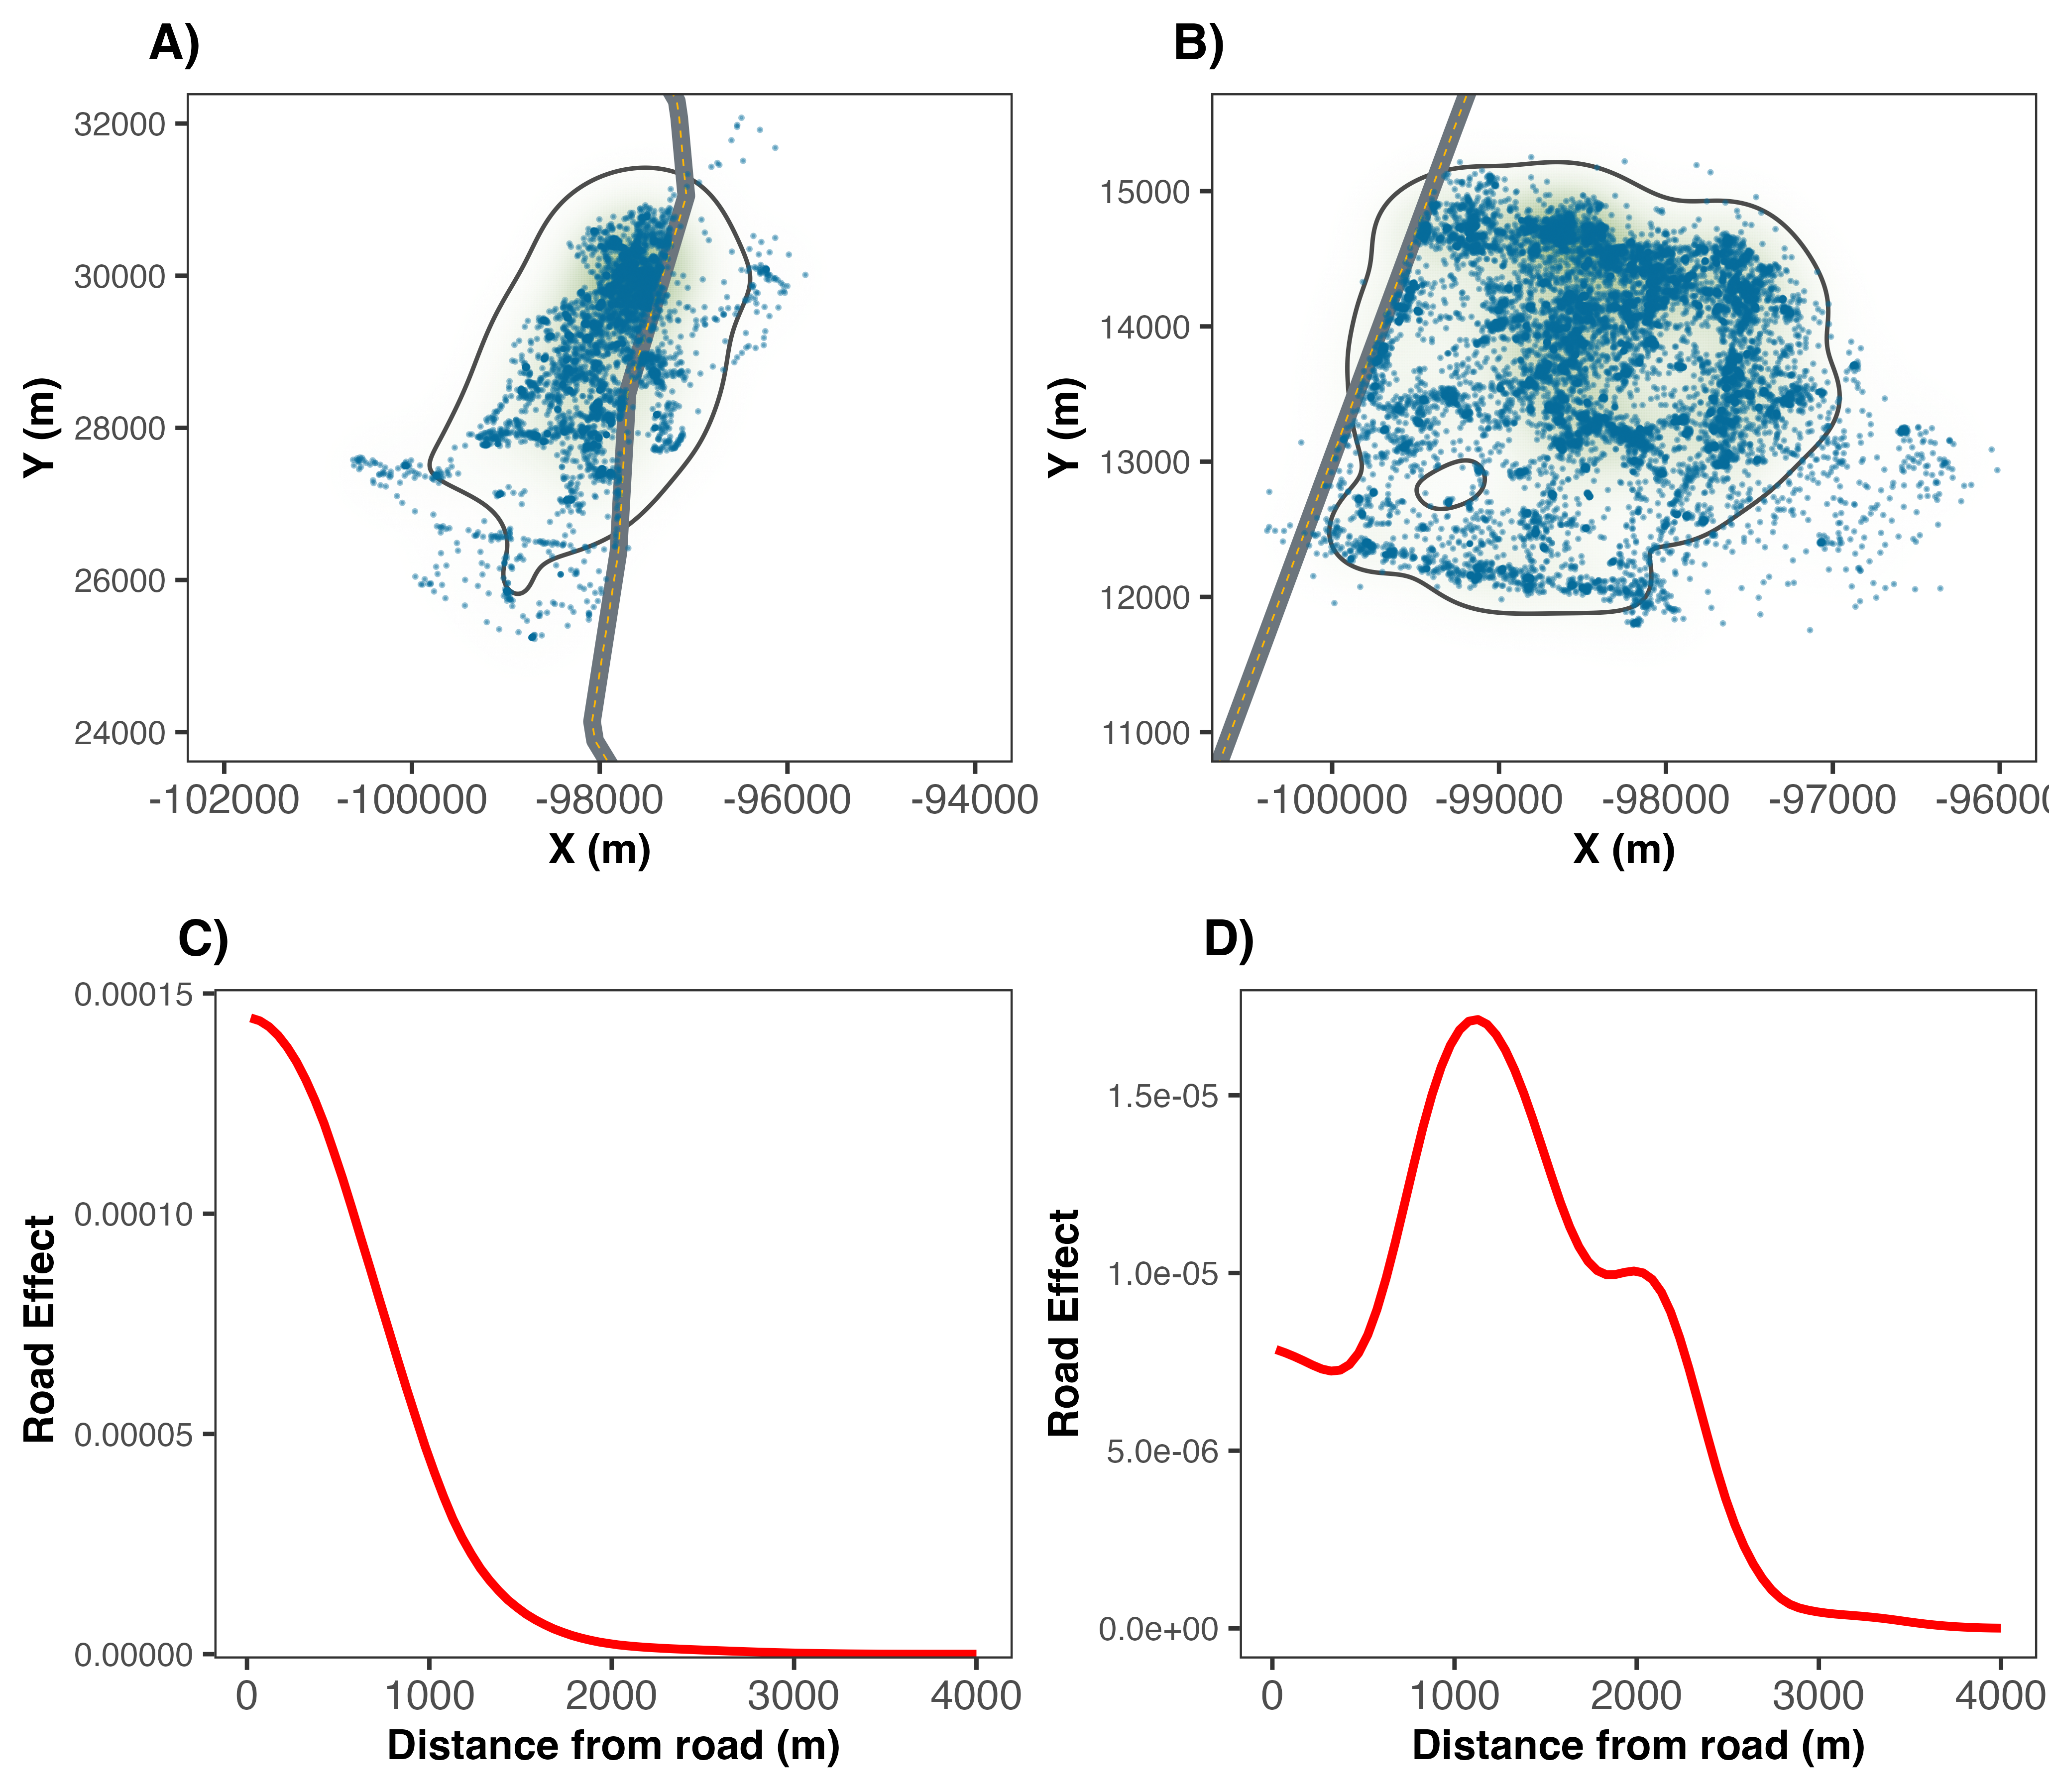 A)
32000
30000
28000
26000
24000
Y (m)
-102000 -100000 -98000 -96000 -94000
X (m)
B)
15000
14000
13000
12000
11000
Y (m)
-100000 -99000 -98000 -97000 -9600
X (m)
C)
0.00015
0.00010
0.00005
0.00000
Road Effect
0 1000 2000 3000 4000
Distance from road (m)
D)
1.5e-05
1.0e-05
5.0e-06
0.0e+00
Road Effect
0 1000 2000 3000 4000
Distance from road (m)